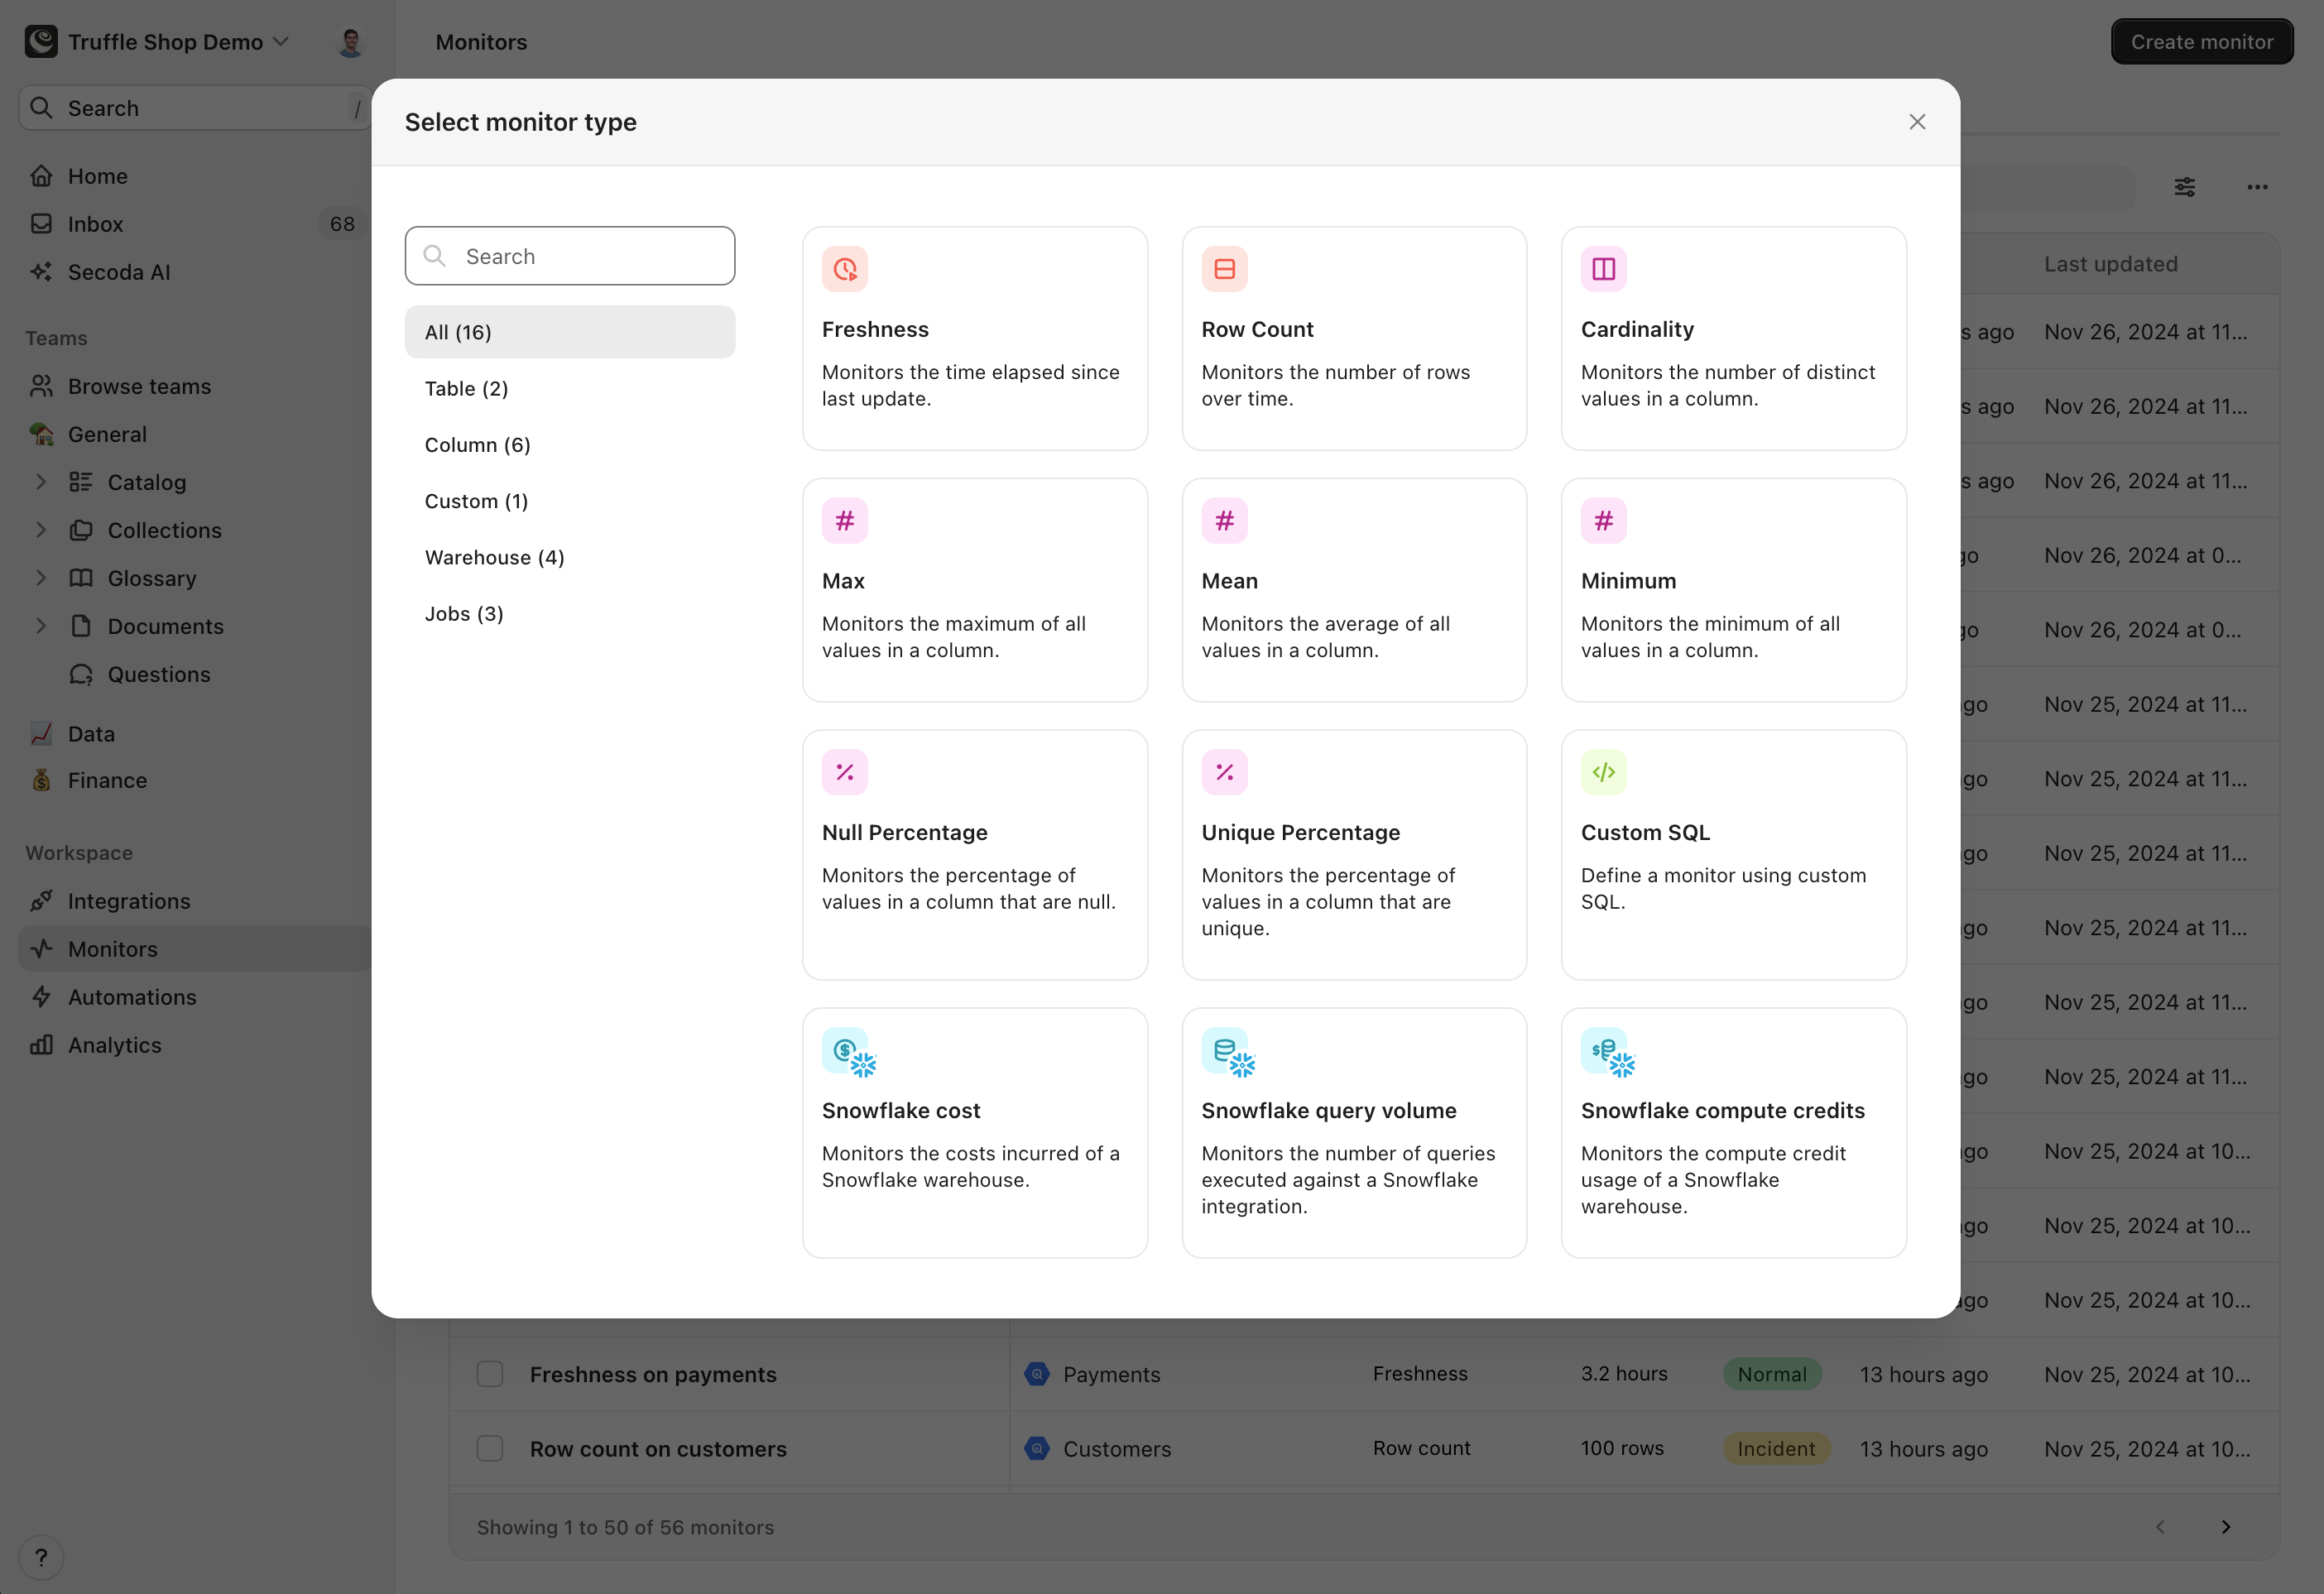 Truffle Shop Demo
Search
/
Home
Inbox
68
Secoda AI
Teams
Browse teams
General
Catalog
Collections
Glossary
Documents
Questions
Data
Finance
Workspace
Integrations
Monitors
Automations
Analytics
?
Monitors
Create monitor
Select monitor type
Search
All (16)
Table (2)
Column (6)
Custom (1)
Warehouse (4)
Jobs (3)
Freshness
Monitors the time elapsed since
last update.
Row Count
Monitors the number of rows
over time.
Cardinality
Monitors the number of distinct
values in a column.
Max
Monitors the maximum of all
values in a column.
Mean
Monitors the average of all
values in a column.
Minimum
Monitors the minimum of all
values in a column.
Null Percentage
Monitors the percentage of
values in a column that are null.
Unique Percentage
Monitors the percentage of
values in a column that are
unique.
Custom SQL
Define a monitor using custom
SQL.
Snowflake cost
Monitors the costs incurred of a
Snowflake warehouse.
Snowflake query volume
Monitors the number of queries
executed against a Snowflake
integration.
Snowflake compute credits
Monitors the compute credit
usage of a Snowflake
warehouse.
Last updated
ago Nov 26, 2024 at 11...
ago Nov 26, 2024 at 11...
ago Nov 26, 2024 at 11...
Nov 26, 2024 at 0...
Nov 26, 2024 at 0...
Nov 25, 2024 at 11...
Nov 25, 2024 at 11...
Nov 25, 2024 at 11...
Nov 25, 2024 at 11...
Nov 25, 2024 at 11...
Nov 25, 2024 at 11...
Nov 25, 2024 at 10...
Nov 25, 2024 at 10...
ago Nov 25, 2024 at 10...
Freshness on payments Payments Freshness 3.2 hours Normal 13 hours ago Nov 25, 2024 at 10...
Row count on customers Customers Row count 100 rows Incident 13 hours ago Nov 25, 2024 at 10...
Showing 1 to 50 of 56 monitors